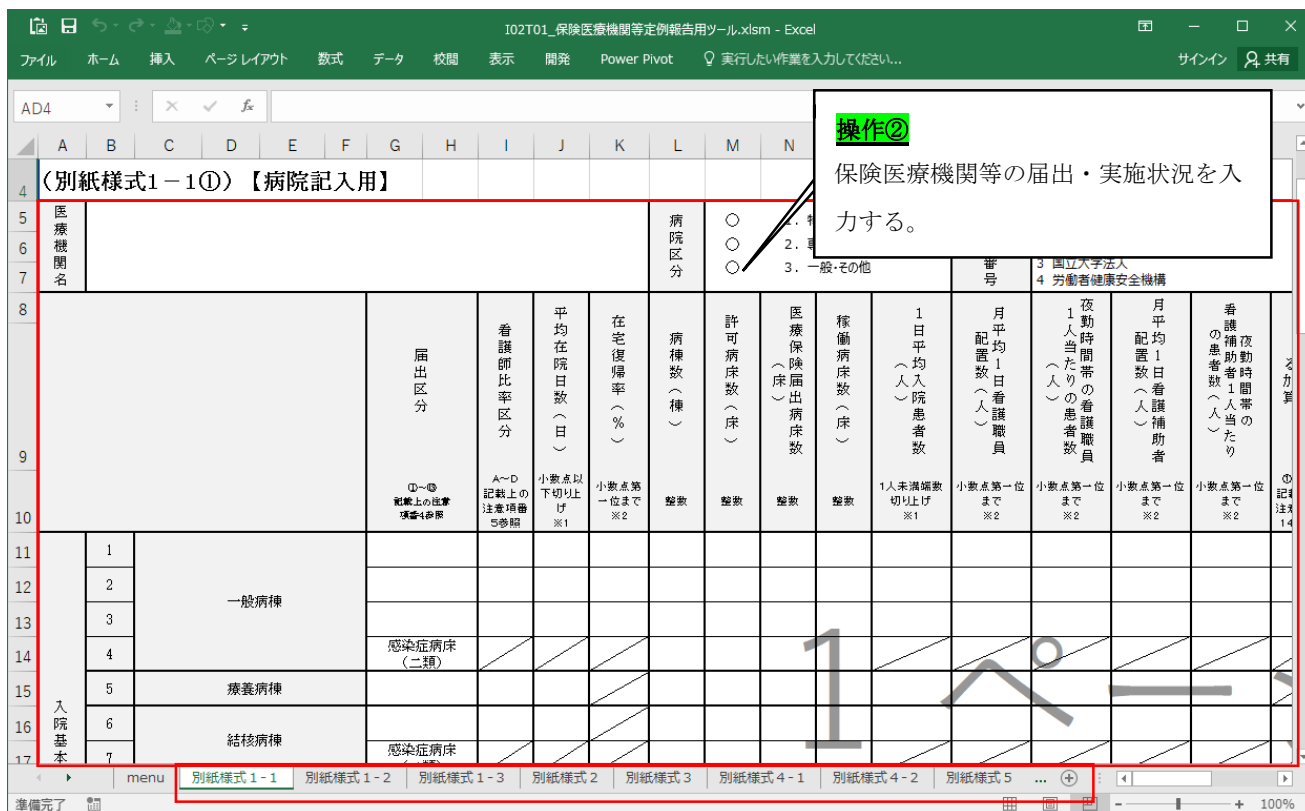 I02T01_保険医療機関等定例報告用ツール.xlsm - Excel
ファイル ホーム 挿入 ページ レイアウト 数式 データ 校閲 表示 開発 Power Pivot 実行したい作業を入力してください... サインイン 共有
AD4 fx
操作②
保険医療機関等の届出・実施状況を入
力する。
A B C D E F G H I J K L M N
4 (別紙様式1－1①)【病院記入用】
5
6
7
医療機関名
病院区分
○
○ 2.
○ 3. 一般・その他
番号
3 国立大学法人
4 労働者健康安全機構
8
9
10
届出区分
①～⑬
記載上の注意
項番4参照
看護師比率区分
A～D
記載上の
注意項番
5参照
平均在院日数(日)
小数点以
下切り上
げ
※1
在宅復帰率(%)
小数点第
一位まで
※2
病棟数(棟)
整数
許可病床数(床)
整数
医療保険届出病床数
(床)
整数
稼働病床数(床)
整数
1日平均入院患者数
(人)
1人未満端数
切り上げ
※1
月平均1日看護職員
配置数(人)
小数点第一位
まで
※2
夜勤時間帯の看護職員
1人当たりの患者数
(人)
小数点第一位
まで
※2
月平均1日看護補助者
配置数(人)
小数点第一位
まで
※2
看護補助者1人当たり
夜勤時間帯の
の患者数(人)
小数点第一位
まで
※2
入院基本
11 1
12 2 一般病棟
13 3
14 4 感染症病床
(二類)
15 5 療養病棟
16 6 結核病棟
17 7 感染症病床
1 ページ
menu 別紙様式1-1 別紙様式1-2 別紙様式1-3 別紙様式2 別紙様式3 別紙様式4-1 別紙様式4-2 別紙様式5 ...
準備完了 100%